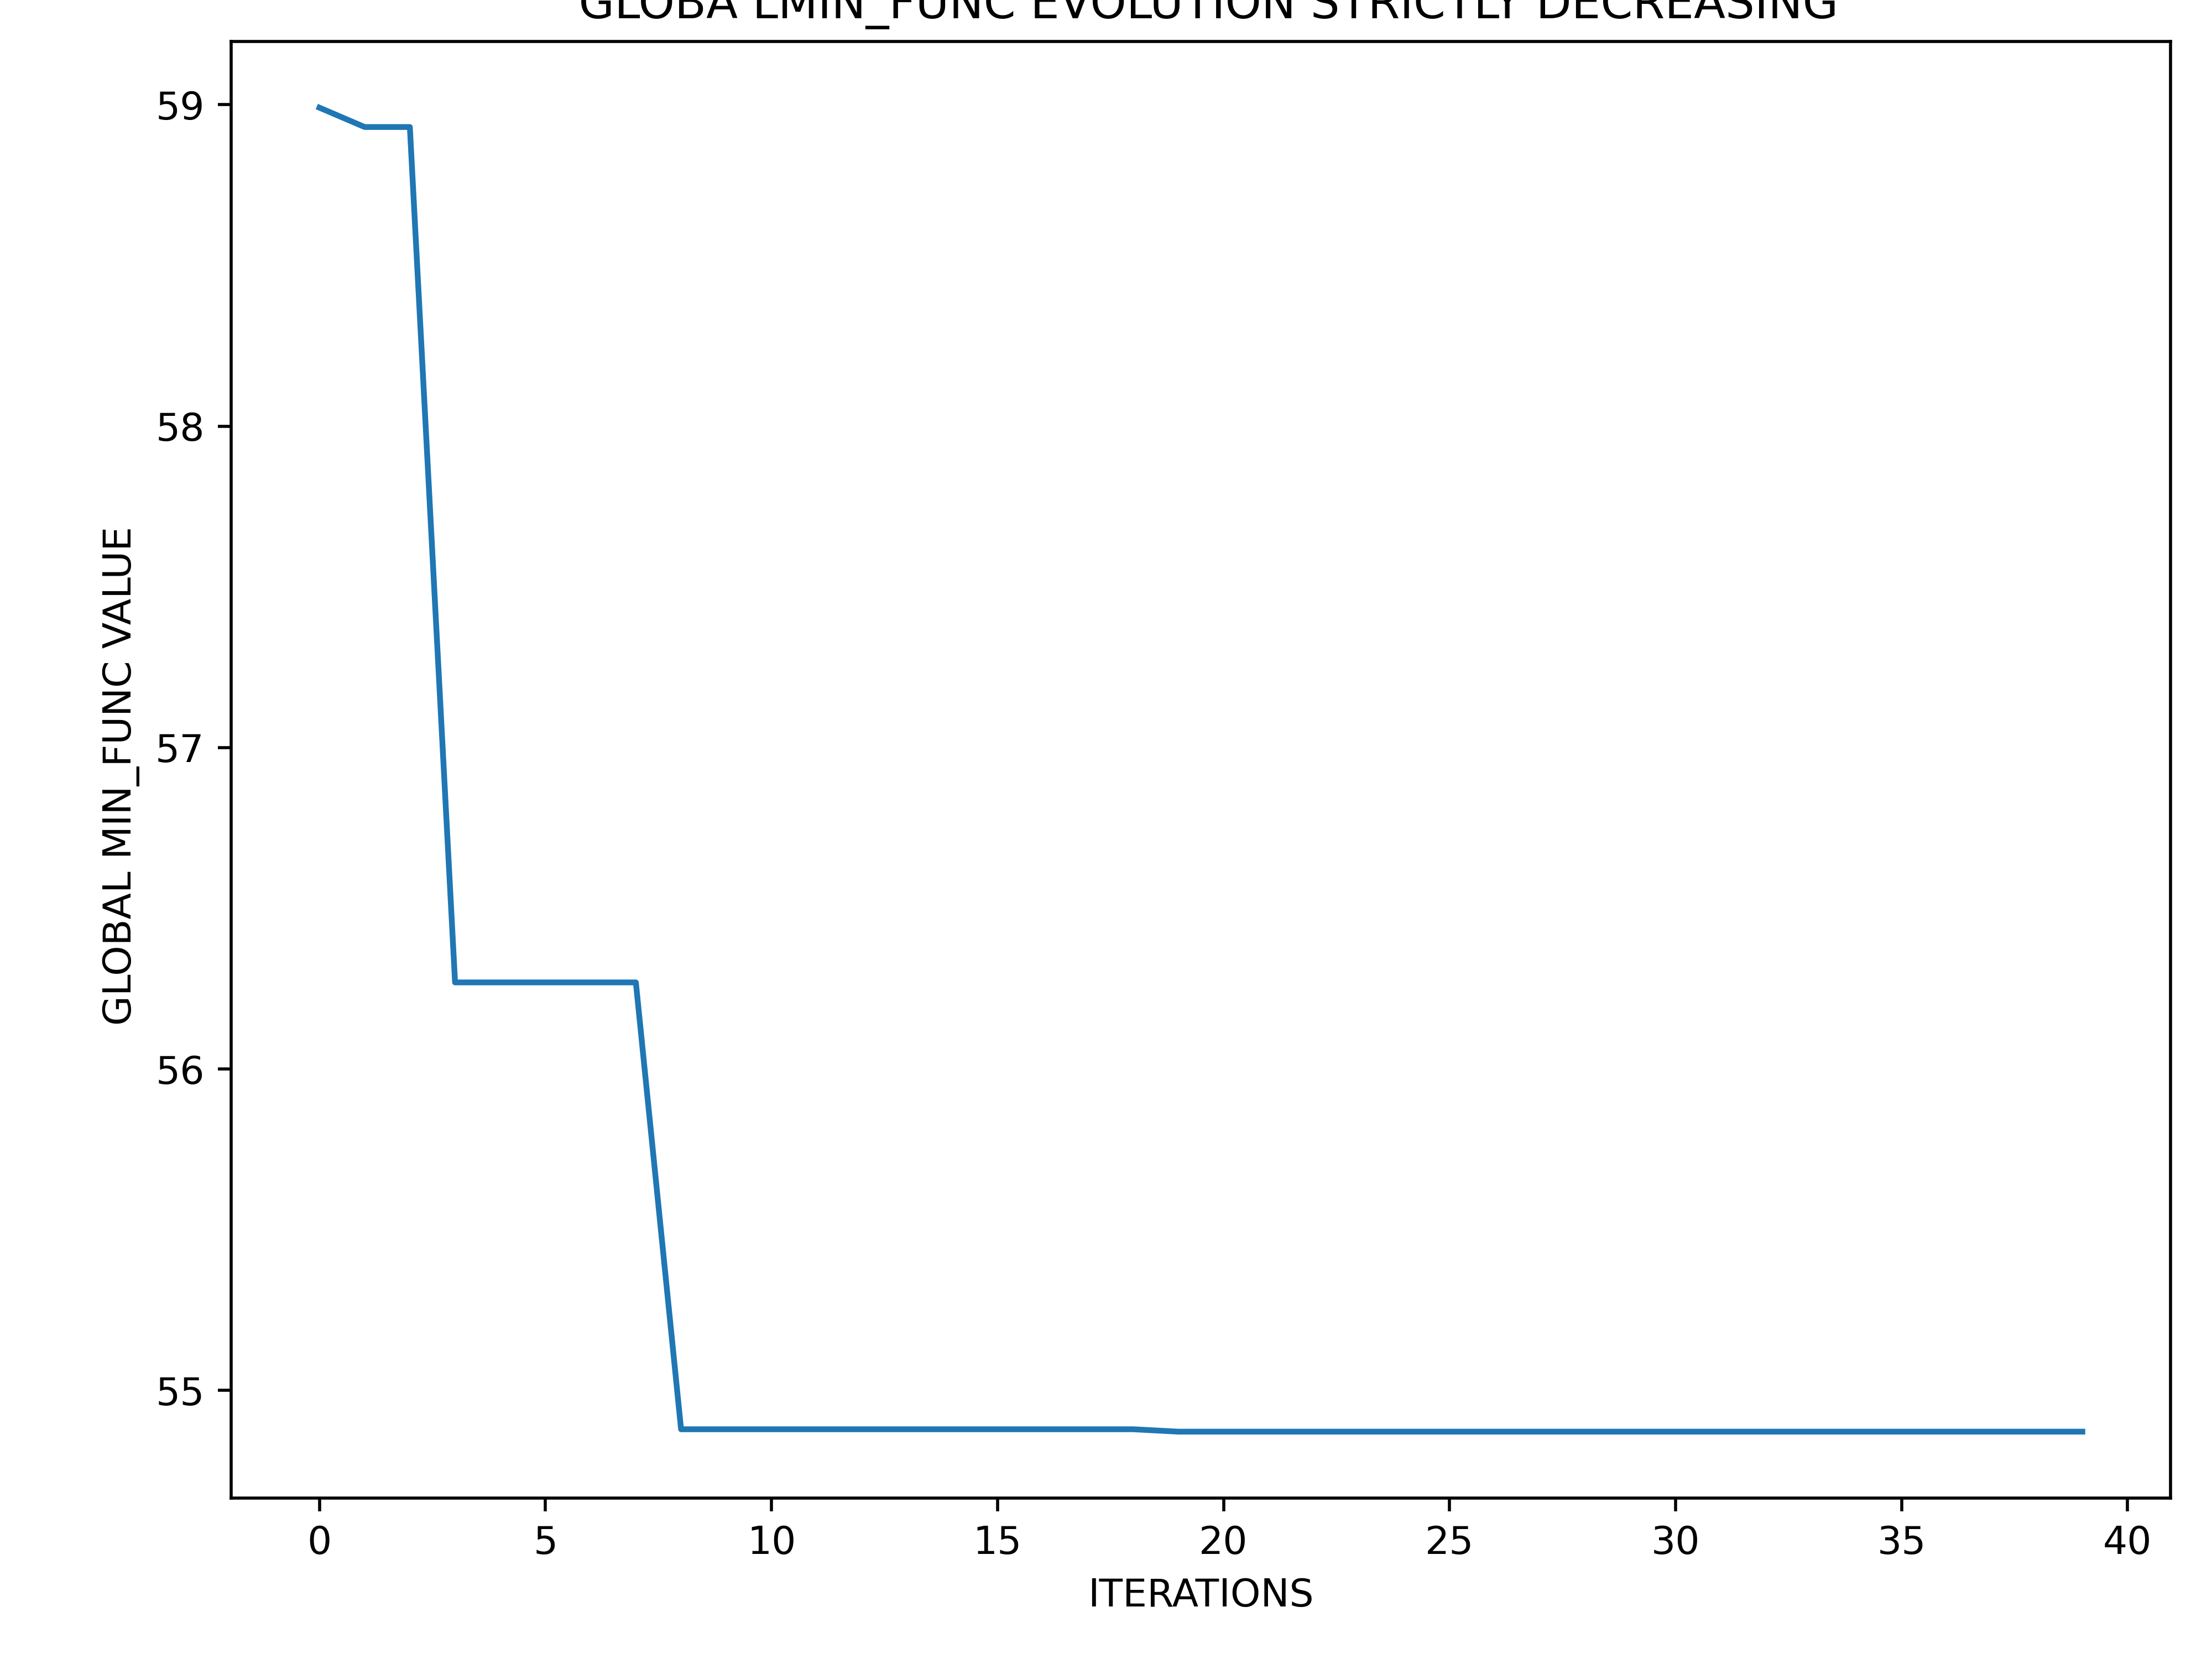 GLOBA LMIN_FUNC EVOLUTION STRICTLY DECREASING
59
58
57
56
55
GLOBAL MIN_FUNC VALUE
0 5 10 15 20 25 30 35 40
ITERATIONS